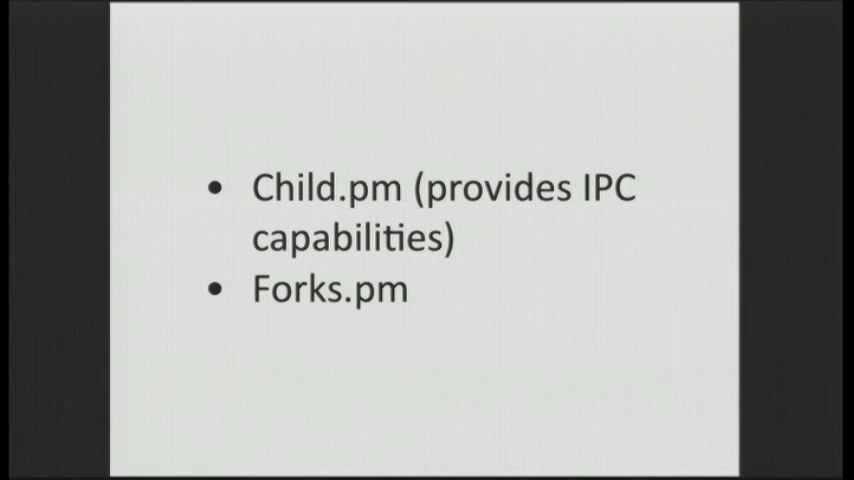 • Child.pm (provides IPC
capabilities)
• Forks.pm